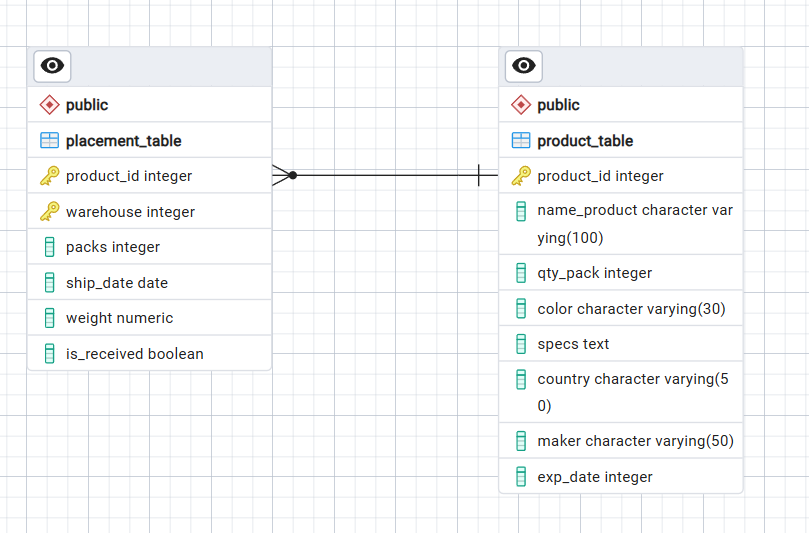 public
placement_table
product_id integer
warehouse integer
packs integer
ship_date date
weight numeric
is_received boolean
public
product_table
product_id integer
name_product character var
ying(100)
qty_pack integer
color character varying(30)
specs text
country character varying(5
0)
maker character varying(50)
exp_date integer